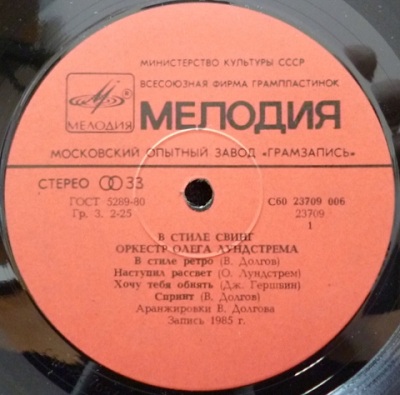 МИНИСТЕРСТВО КУЛЬТУРЫ СССР
ВСЕСОЮЗНАЯ ФИРМА ГРАМПЛАСТИНОК
МЕЛОДИЯ
МЕЛОДИЯ
МОСКОВСКИЙ ОПЫТНЫЙ ЗАВОД «ГРАМЗАПИСЬ»
СТЕРЕО 33
ГОСТ 5289-80
Гр. 3. 2-25
С60 23709 006
23709
1
В СТИЛЕ СВИНГ
ОРКЕСТР ОЛЕГА ЛУНДСТРЕМА
В стиле ретро (В. Долгов)
Наступил рассвет (О. Лундстрем)
Хочу тебя обнять (Дж. Гершвин)
Спринт (В. Долгов)
Аранжировки В. Долгова
Запись 1985 г.